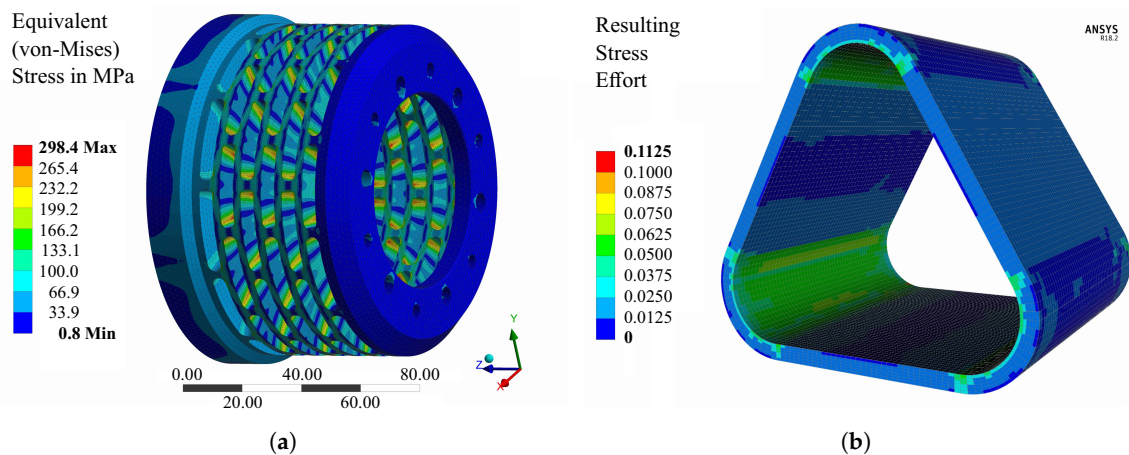 Equivalent
(von-Mises)
Stress in MPa
298.4 Max
265.4
232.2
199.2
166.2
133.1
100.0
66.9
33.9
0.8 Min
0.00
40.00
80.00
20.00
60.00
Y
Z
X
(a)
Resulting
Stress
Effort
ANSYS
R18.2
0.1125
0.1000
0.0875
0.0750
0.0625
0.0500
0.0375
0.0250
0.0125
0
(b)